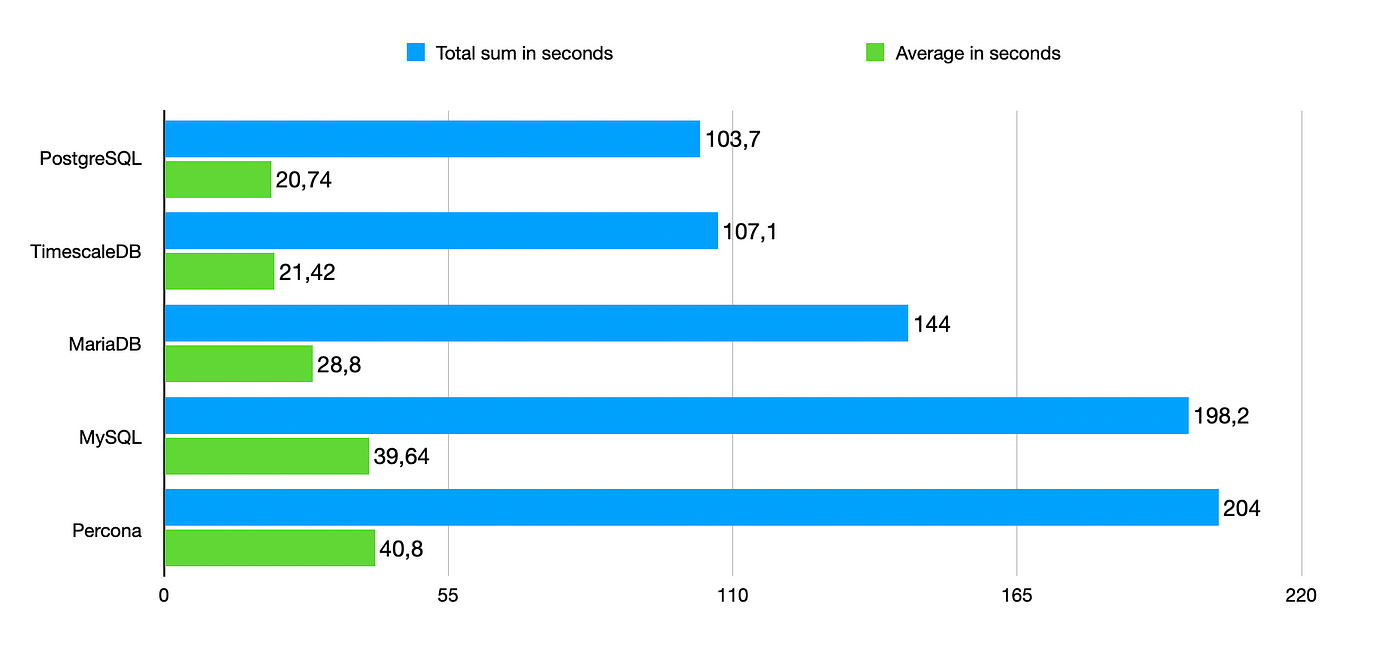 Total sum in seconds
Average in seconds
PostgreSQL
103,7
20,74
TimescaleDB
107,1
21,42
MariaDB
144
28,8
MySQL
198,2
39,64
Percona
204
40,8
0 55 110 165 220